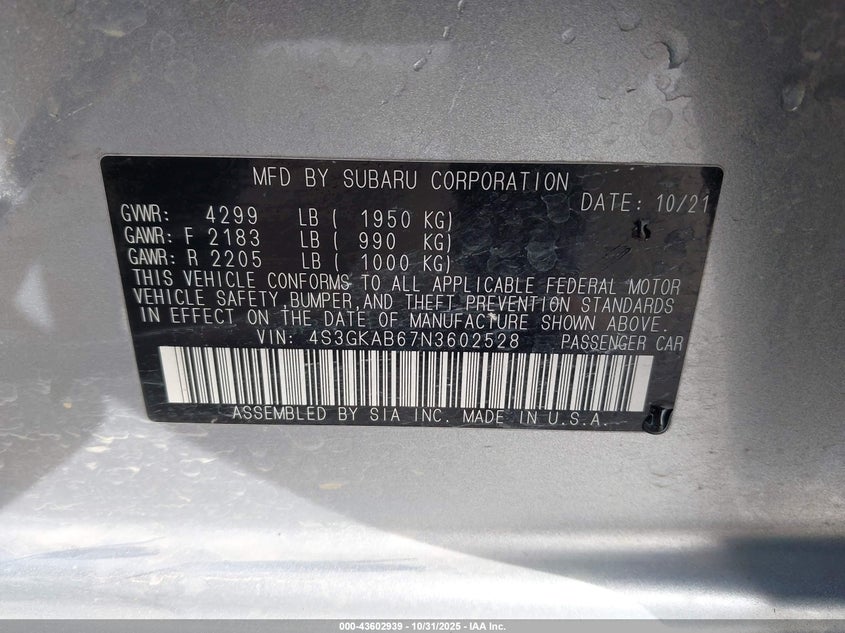 MFD BY SUBARU CORPORATION
DATE: 10/21
GVWR: 4299 LB ( 1950 KG)
GAWR: F 2183 LB ( 990 KG)
GAWR: R 2205 LB ( 1000 KG)
THIS VEHICLE CONFORMS TO ALL APPLICABLE FEDERAL MOTOR
VEHICLE SAFETY, BUMPER, AND THEFT PREVENTION STANDARDS
IN EFFECT ON THE DATE OF MANUFACTURE SHOWN ABOVE.
VIN: 4S3GKAB67N3602528 PASSENGER CAR
ASSEMBLED BY SIA INC. MADE IN U.S.A.
000-43602939 - 10/31/2025 - IAA Inc.